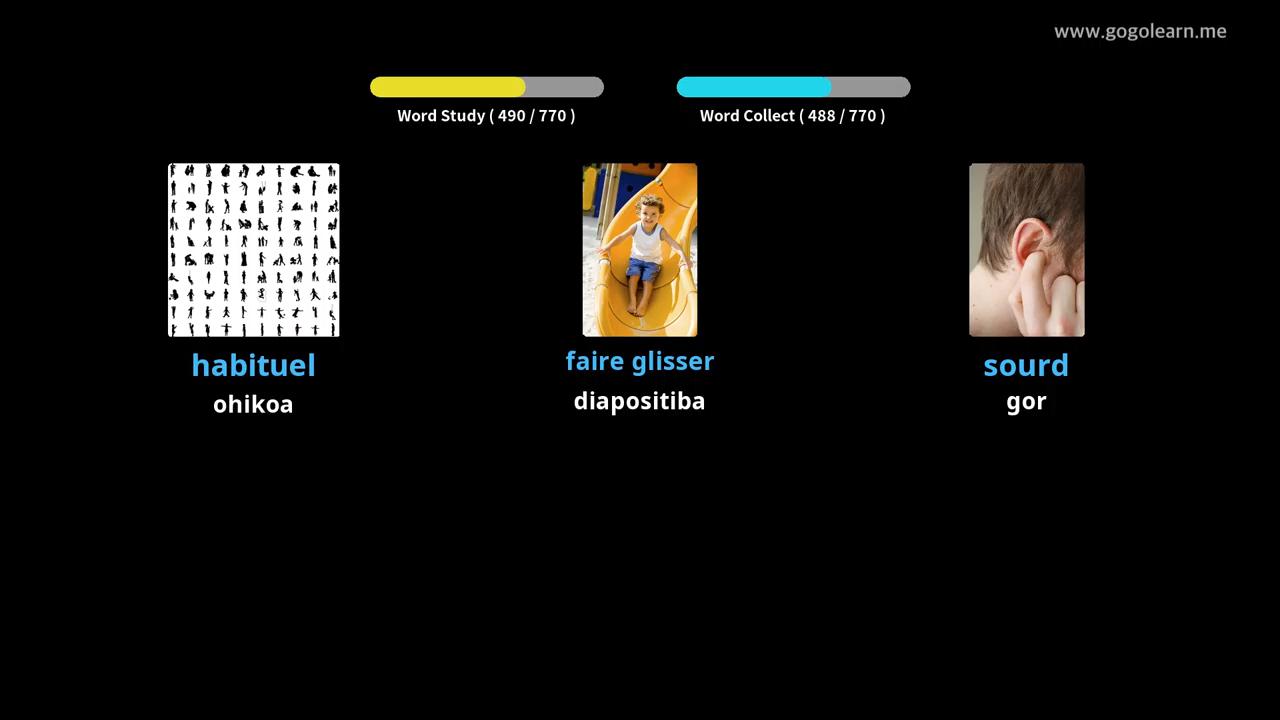 www.gogolearn.me
Word Study ( 490 / 770 )
Word Collect ( 488 / 770 )
habituel
faire glisser
sourd
ohikoa
diapositiba
gor